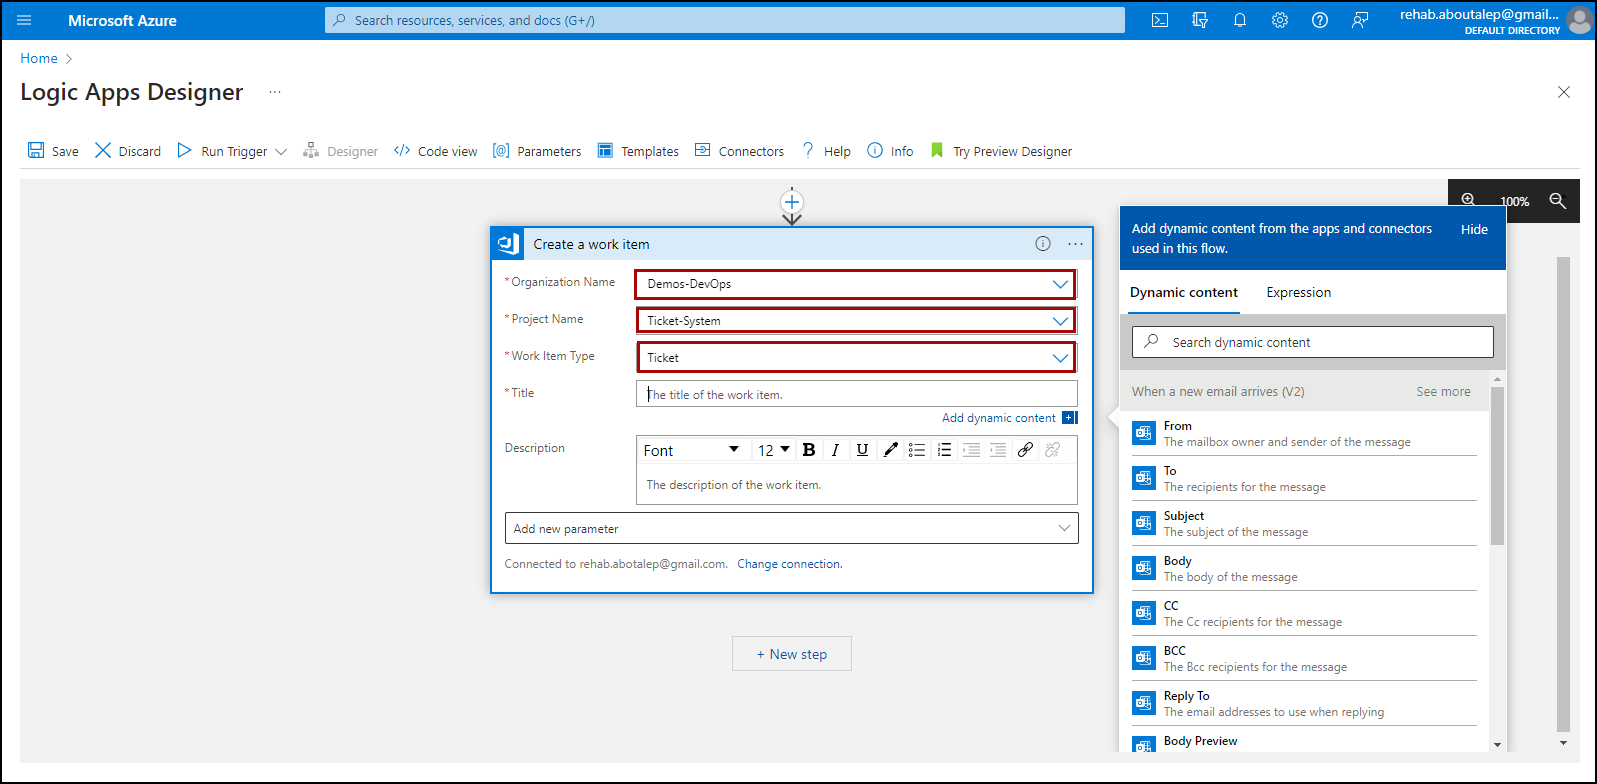 Microsoft Azure
Search resources, services, and docs (G+/)
rehab.aboutalep@gmail...
DEFAULT DIRECTORY
Home
Logic Apps Designer
...
Save
Discard
Run Trigger
Designer
Code view
Parameters
Templates
Connectors
Help
Info
Try Preview Designer
100%
Create a work item
* Organization Name
Demos-DevOps
* Project Name
Ticket-System
* Work Item Type
Ticket
* Title
The title of the work item.
Add dynamic content
Description
Font
12
B I U
The description of the work item.
Add new parameter
Connected to rehab.abotalep@gmail.com. Change connection.
+ New step
Add dynamic content from the apps and connectors
used in this flow.
Hide
Dynamic content
Expression
Search dynamic content
When a new email arrives (V2)
See more
From
The mailbox owner and sender of the message
To
The recipients for the message
Subject
The subject of the message
Body
The body of the message
CC
The Cc recipients for the message
BCC
The Bcc recipients for the message
Reply To
The email addresses to use when replying
Body Preview